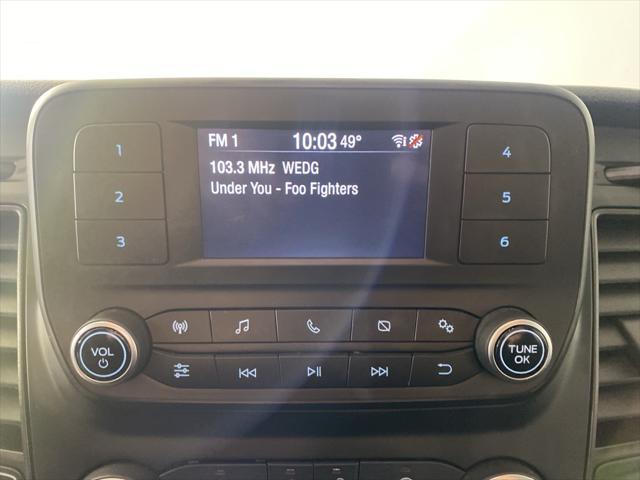 FM 1 10:03 49°
103.3 MHz WEDG
Under You - Foo Fighters
1
2
3
4
5
6
VOL
TUNE
OK